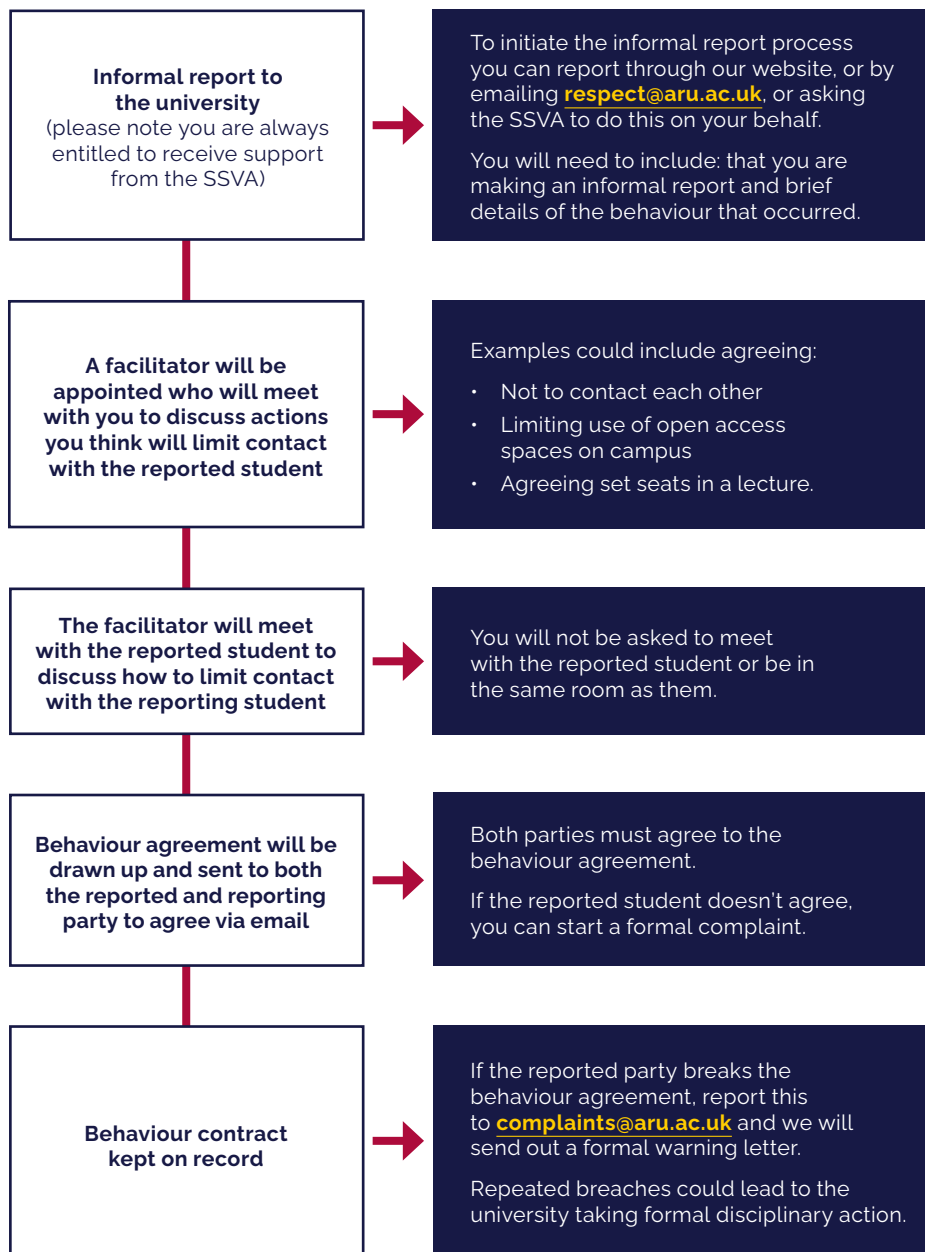 Informal report to
the university
(please note you are always
entitled to receive support
from the SSVA)
To initiate the informal report process
you can report through our website, or by
emailing respect@aru.ac.uk, or asking
the SSVA to do this on your behalf.
You will need to include: that you are
making an informal report and brief
details of the behaviour that occurred.
A facilitator will be
appointed who will meet
with you to discuss actions
you think will limit contact
with the reported student
Examples could include agreeing:
• Not to contact each other
• Limiting use of open access
spaces on campus
• Agreeing set seats in a lecture.
The facilitator will meet
with the reported student to
discuss how to limit contact
with the reporting student
You will not be asked to meet
with the reported student or be in
the same room as them.
Behaviour agreement will be
drawn up and sent to both
the reported and reporting
party to agree via email
Both parties must agree to the
behaviour agreement.
If the reported student doesn't agree,
you can start a formal complaint.
Behaviour contract
kept on record
If the reported party breaks the
behaviour agreement, report this
to complaints@aru.ac.uk and we will
send out a formal warning letter.
Repeated breaches could lead to the
university taking formal disciplinary action.